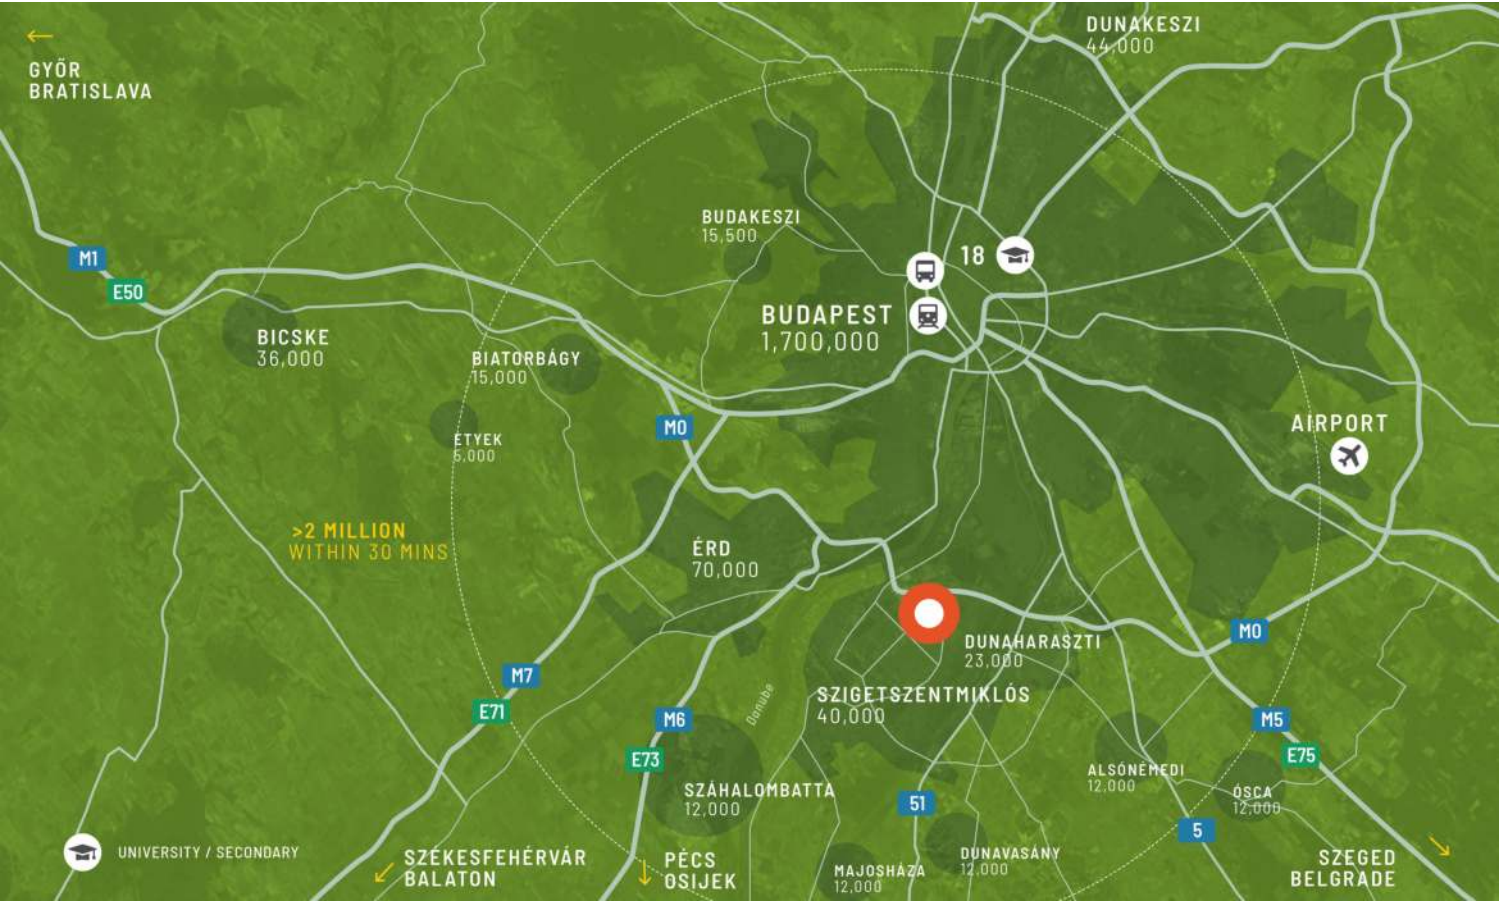 DUNAKESZI
44,000
GYŐR
BRATISLAVA
BUDAKESZI
15,500
18
M1
E50
BUDAPEST
1,700,000
BICSKE
36,000
BIATORBÁGY
15,000
M0
AIRPORT
ETYEK
5,000
>2 MILLION
WITHIN 30 MINS
ÉRD
70,000
M0
DUNAHARASZTI
23,000
M7
E71
SZIGETSZENTMIKLÓS
40,000
Danube
M6
E73
M5
E75
ALSÓNÉMEDI
12,000
SZÁHALOMBATTA
12,000
ÓSCA
12,000
51
5
UNIVERSITY / SECONDARY
SZÉKESFEHÉRVÁR
BALATON
PÉCS
OSIJEK
MAJOSHÁZA
12,000
DUNAVASÁNY
12,000
SZEGED
BELGRADE